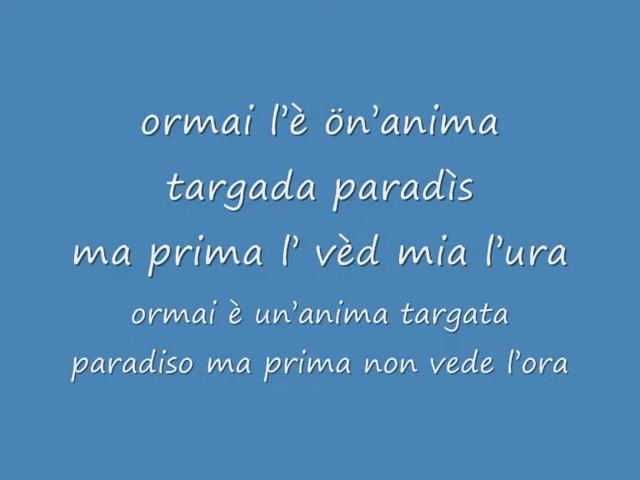 ormai l’è ön’anima
targada paradìs
ma prima l’ vèd mia l’ura
ormai è un’anima targata
paradiso ma prima non vede l’ora